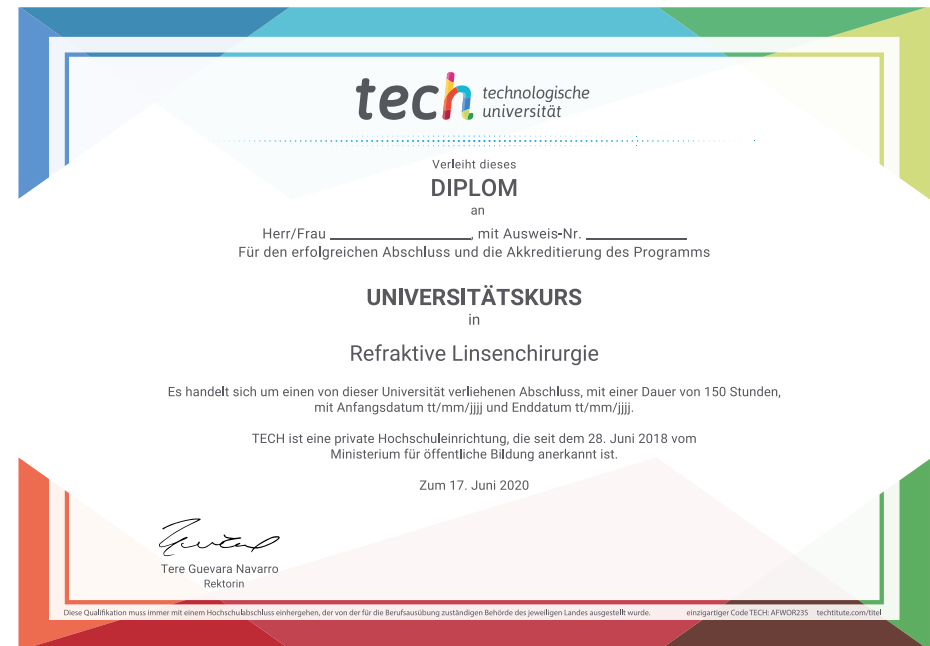 tech technologische
universität
Verleiht dieses
DIPLOM
an
Herr/Frau ____________________, mit Ausweis-Nr. ______________
Für den erfolgreichen Abschluss und die Akkreditierung des Programms
UNIVERSITÄTSKURS
in
Refraktive Linsenchirurgie
Es handelt sich um einen von dieser Universität verliehenen Abschluss, mit einer Dauer von 150 Stunden,
mit Anfangsdatum tt/mm/jjjj und Enddatum tt/mm/jjjj.
TECH ist eine private Hochschuleinrichtung, die seit dem 28. Juni 2018 vom
Ministerium für öffentliche Bildung anerkannt ist.
Zum 17. Juni 2020
Tere Guevara Navarro
Rektorin
Diese Qualifikation muss immer mit einem Hochschulabschluss einhergehen, der von der für die Berufsausübung zuständigen Behörde des jeweiligen Landes ausgestellt wurde. einzigartiger Code TECH: AFWOR235 techtitute.com/titel